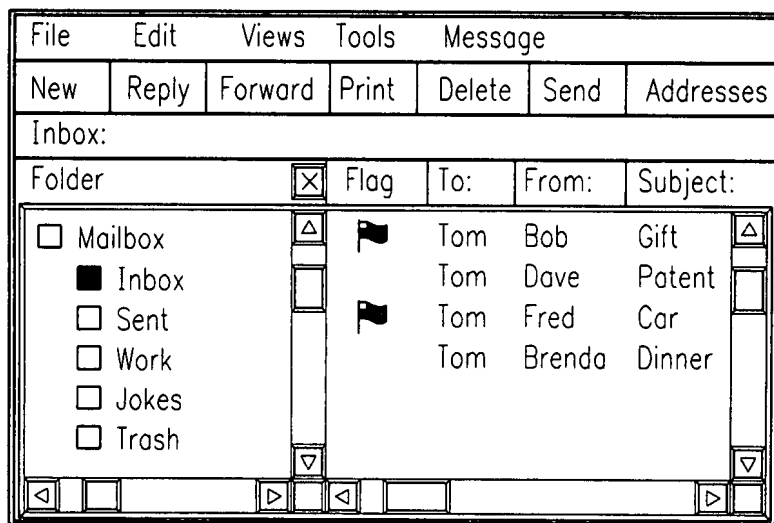 File Edit Views Tools Message
New Reply Forward Print Delete Send Addresses
Inbox:
Folder Flag To: From: Subject:
Mailbox Tom Bob Gift
Inbox Tom Dave Patent
Sent Tom Fred Car
Work Tom Brenda Dinner
Jokes
Trash